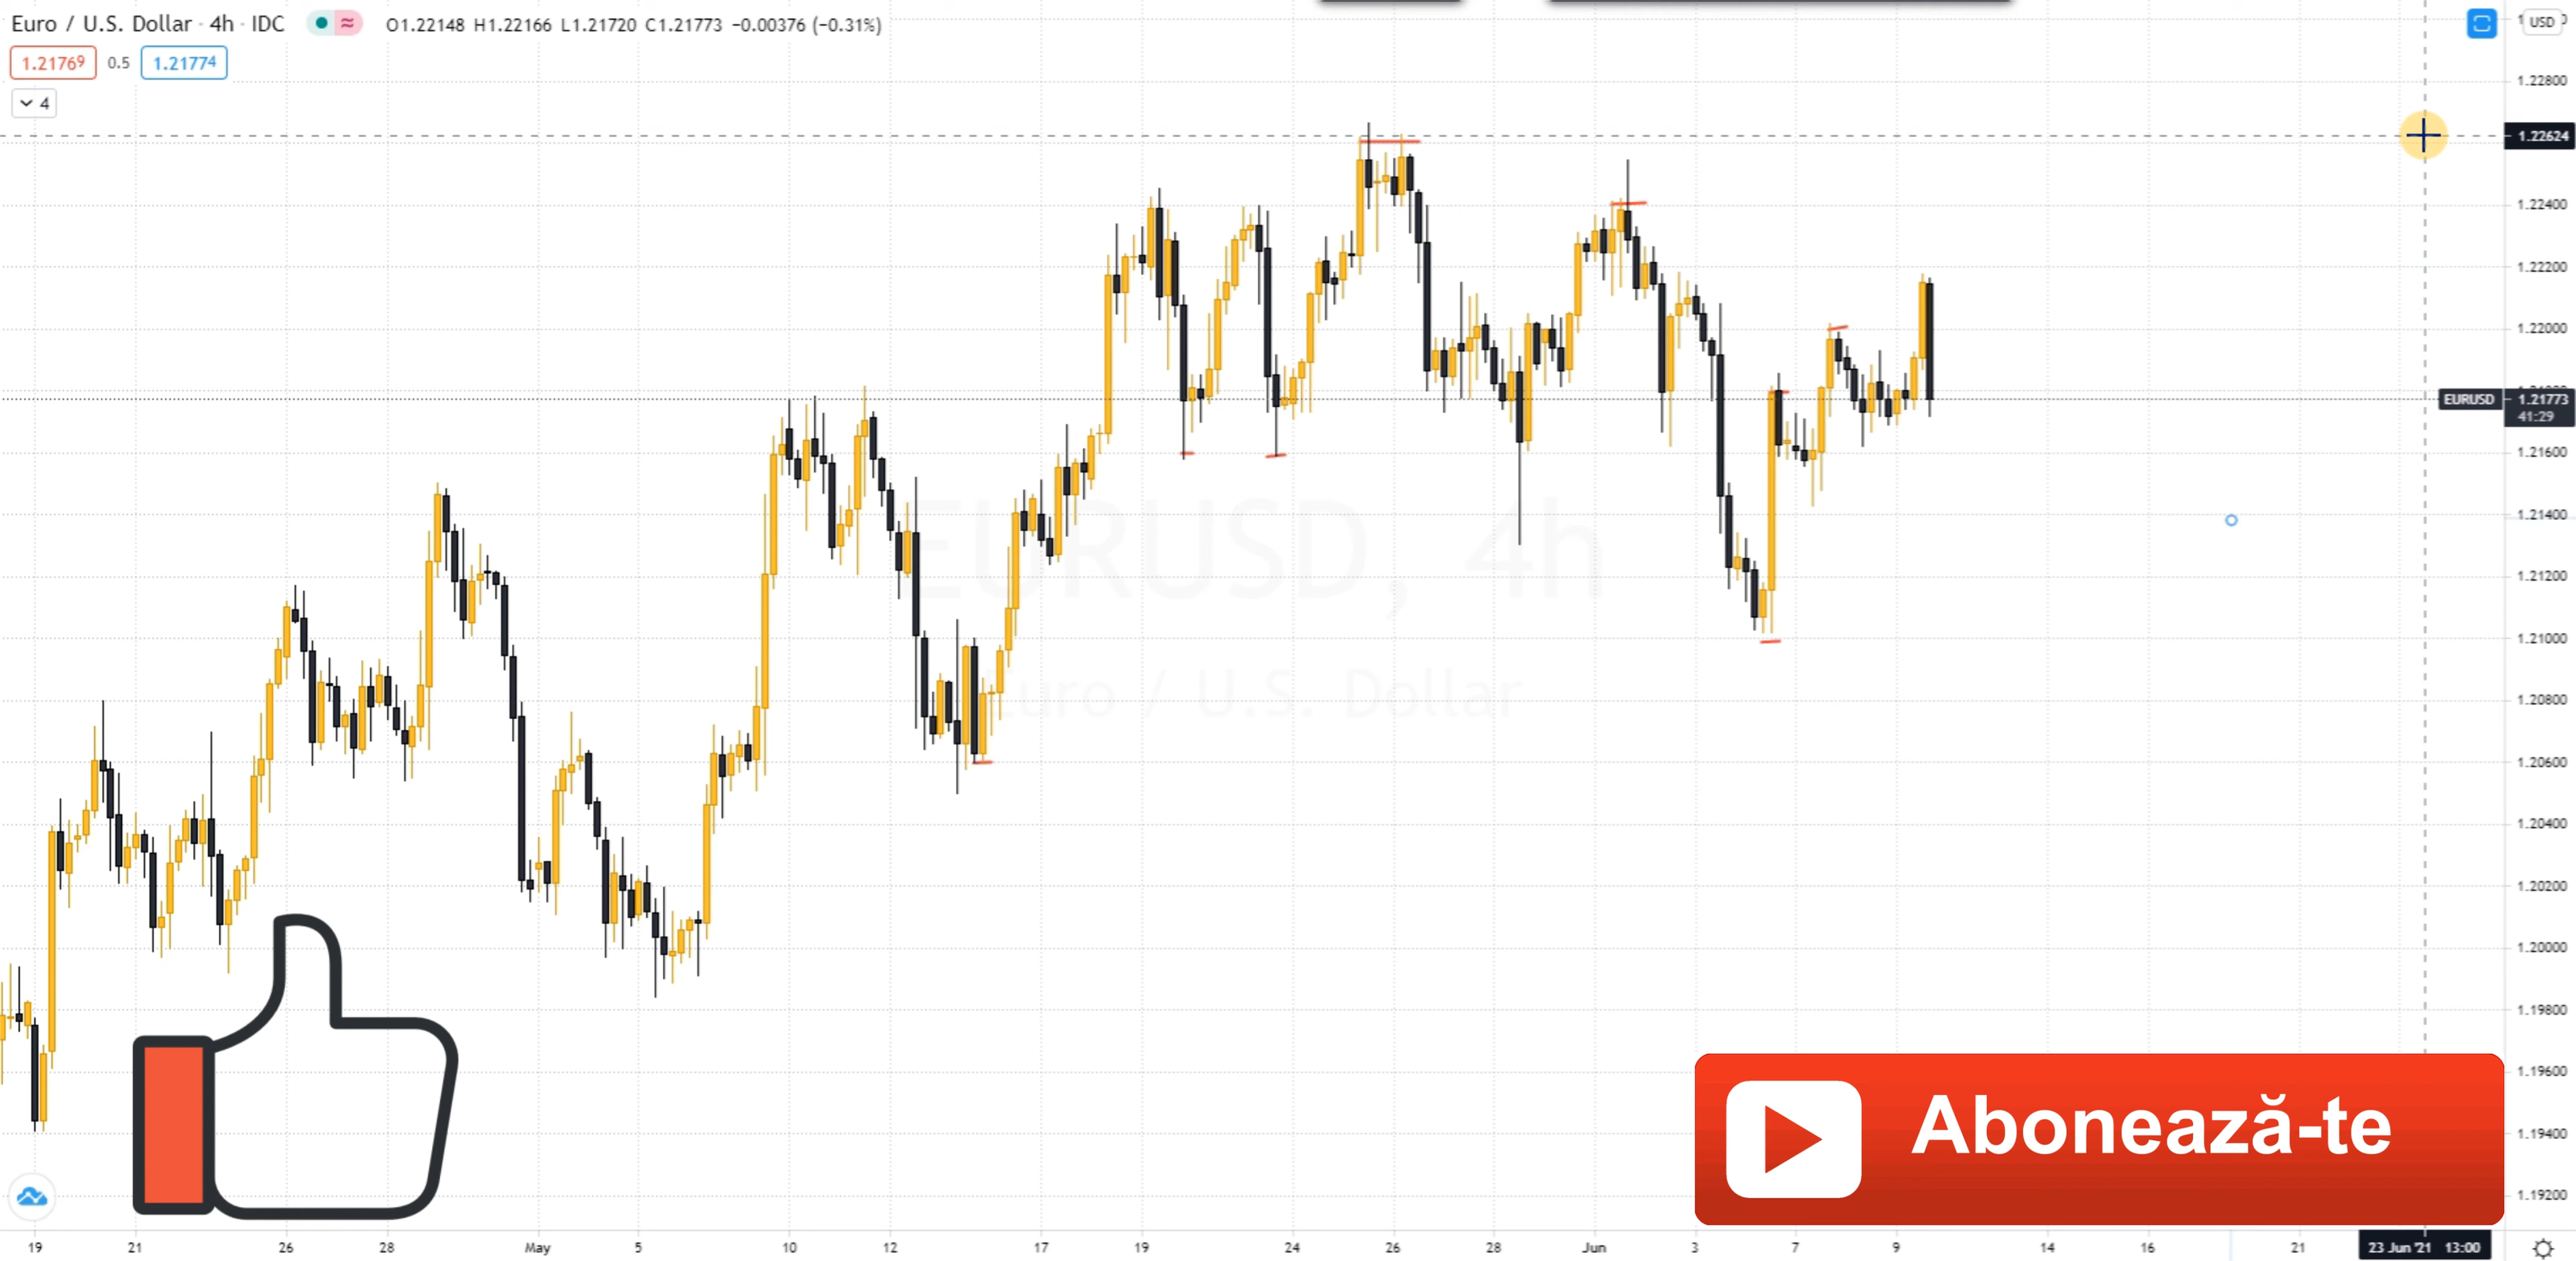 Euro / U.S. Dollar · 4h · IDC O1.22148 H1.22166 L1.21720 C1.21773 −0.00376 (−0.31%)
USD
1.21769 0.5 1.21774
4
1.22800
1.22624
1.22400
1.22200
1.22000
EURUSD 1.21773
41:29
1.21600
1.21400
EURUSD, 4h
1.21200
1.21000
Euro / U.S. Dollar
1.20800
1.20600
1.20400
1.20200
1.20000
1.19800
1.19600
Abonează-te
1.19400
1.19200
19 21 26 28 May 5 10 12 17 19 24 26 28 Jun 3 7 9 14 16 21 23 Jun '21 13:00